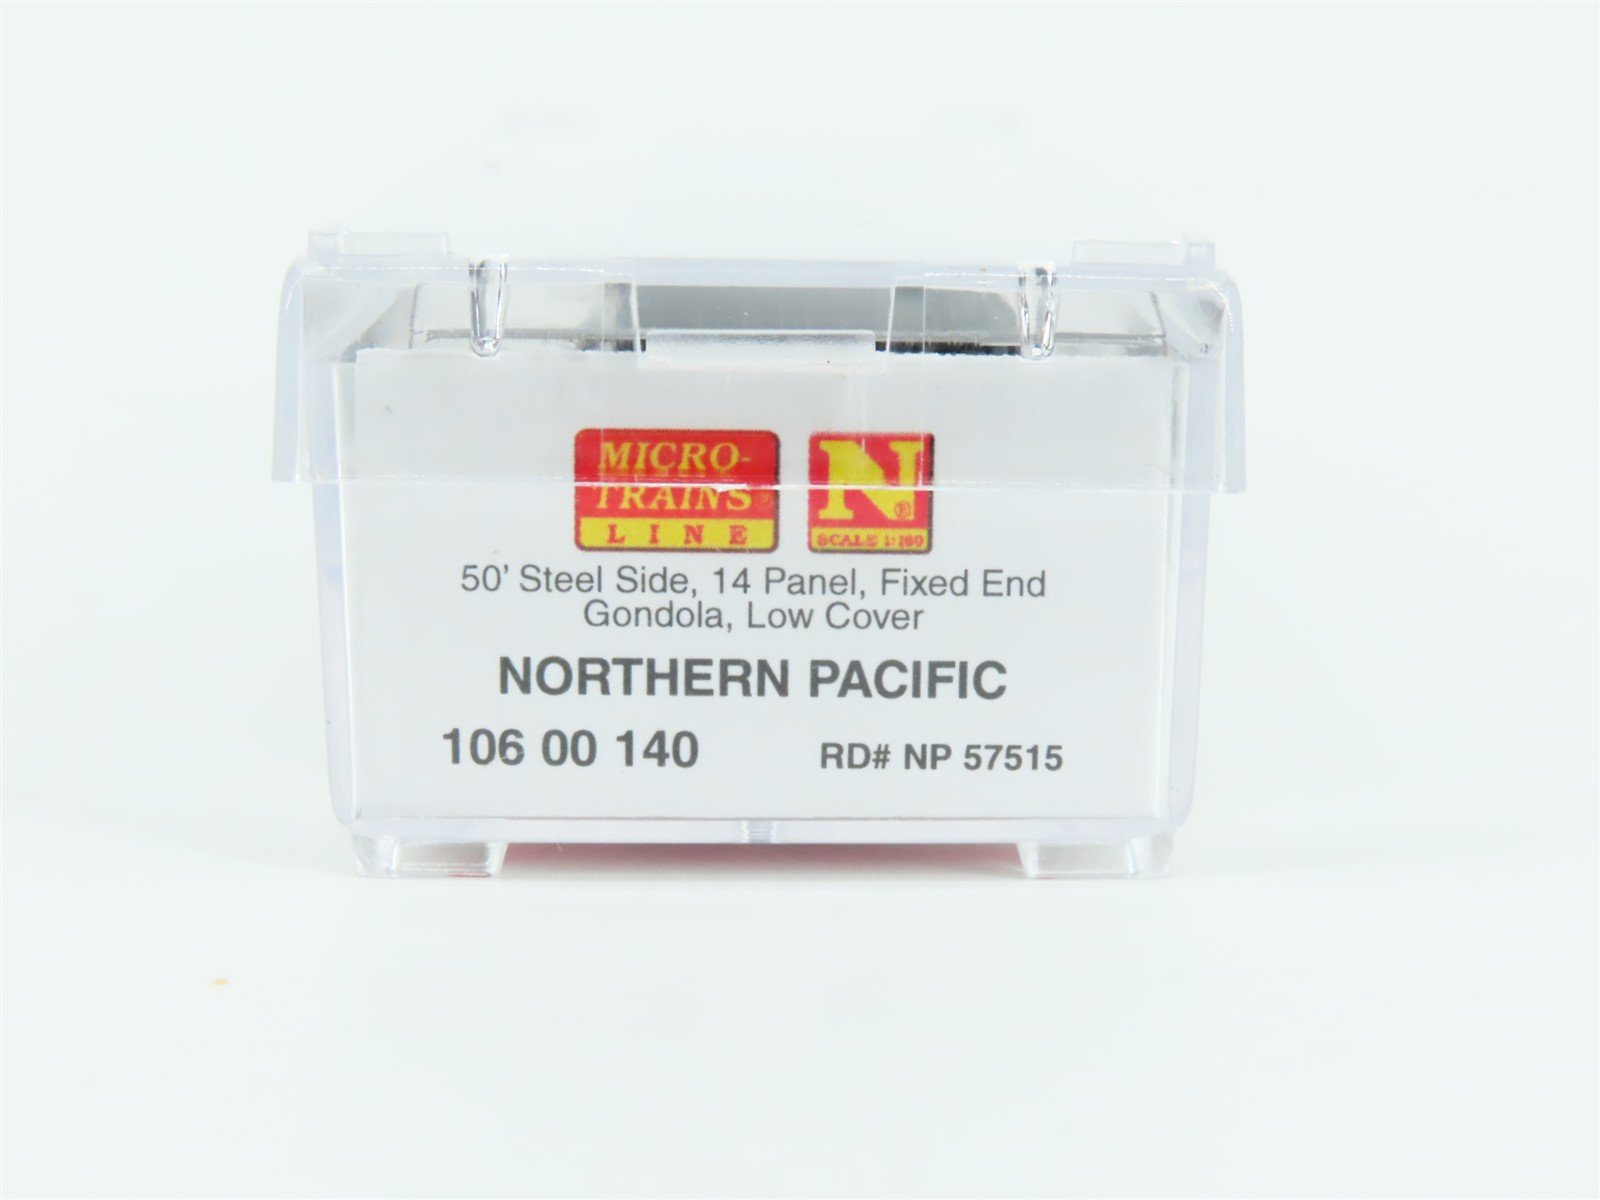 MICRO-
TRAINS®
LINE
N®
SCALE 1:160
50' Steel Side, 14 Panel, Fixed End
Gondola, Low Cover
NORTHERN PACIFIC
106 00 140 RD# NP 57515